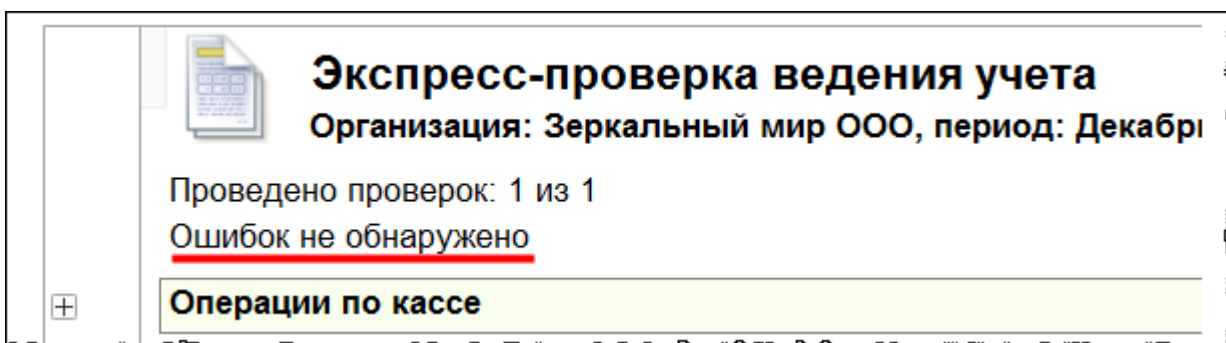 Экспресс-проверка ведения учета
Организация: Зеркальный мир ООО, период:
Проведено проверок: 1 из 1
Ошибок не обнаружено
Операции по кассе